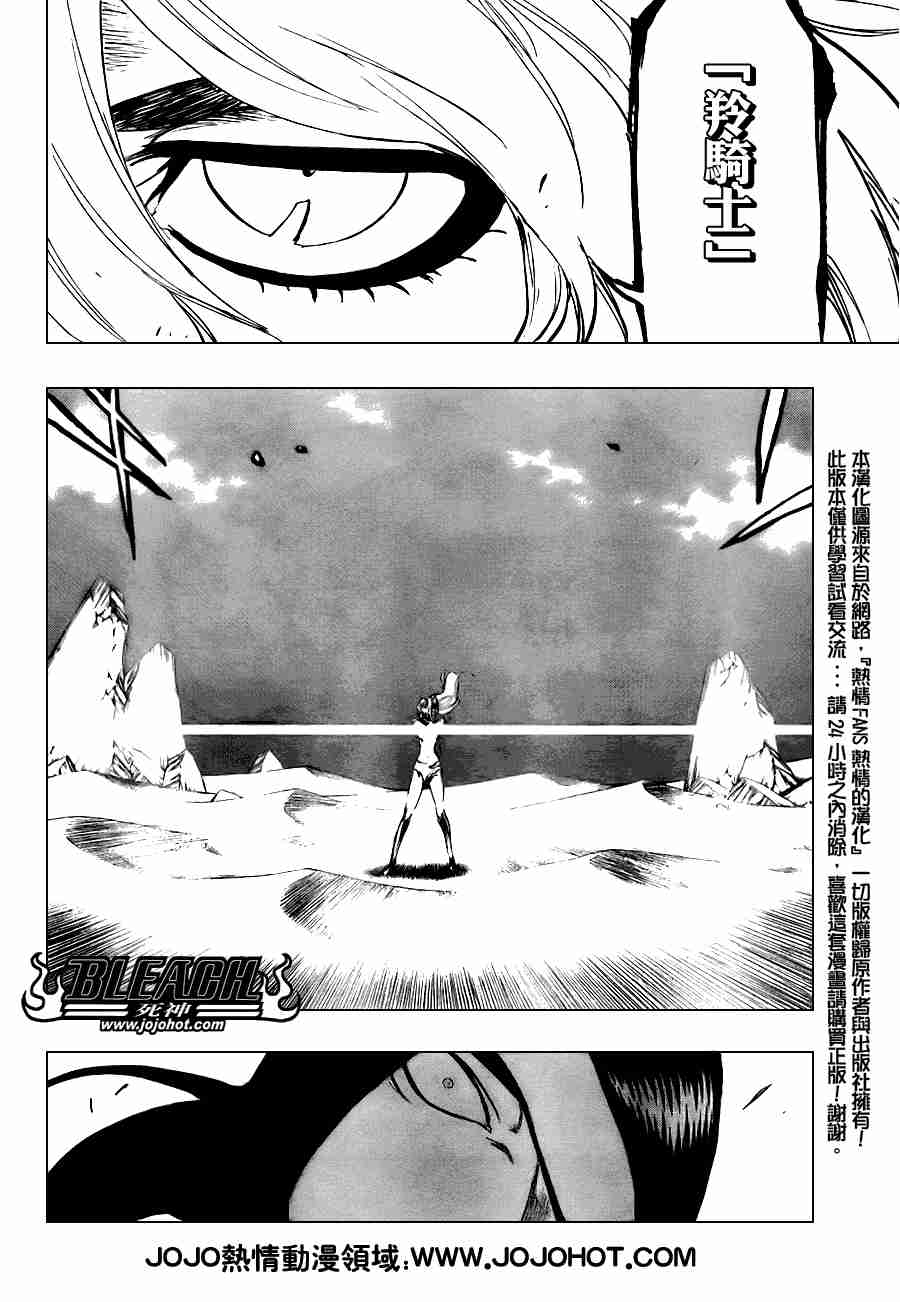 『羚騎士』
本漢化圖源來自於網路,『熱情FANS 熱情的漢化』一切版權歸原作者與出版社擁有!
此版本僅供學習試看交流...請24小時之內消除,喜歡這套漫畫請購買正版!謝謝。
BLEACH
死神
www.jojohot.com
JOJO熱情動漫領域:WWW.JOJOHOT.COM